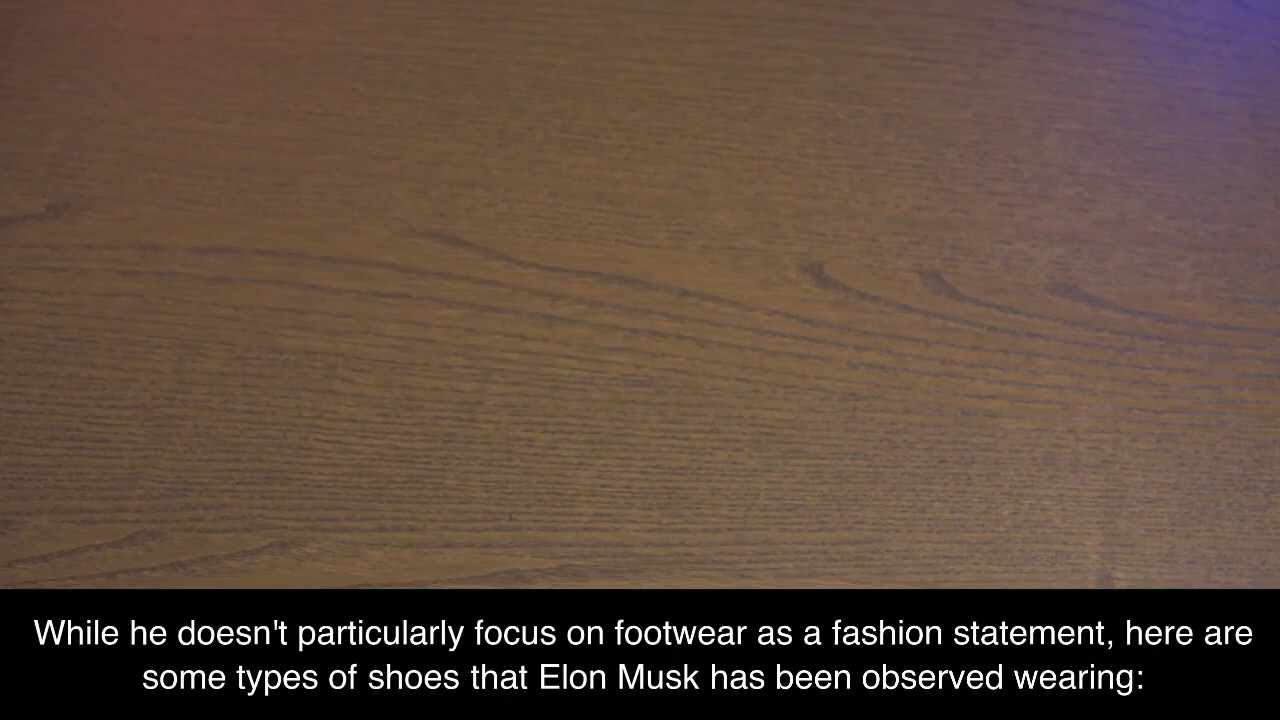 While he doesn't particularly focus on footwear as a fashion statement, here are
some types of shoes that Elon Musk has been observed wearing: